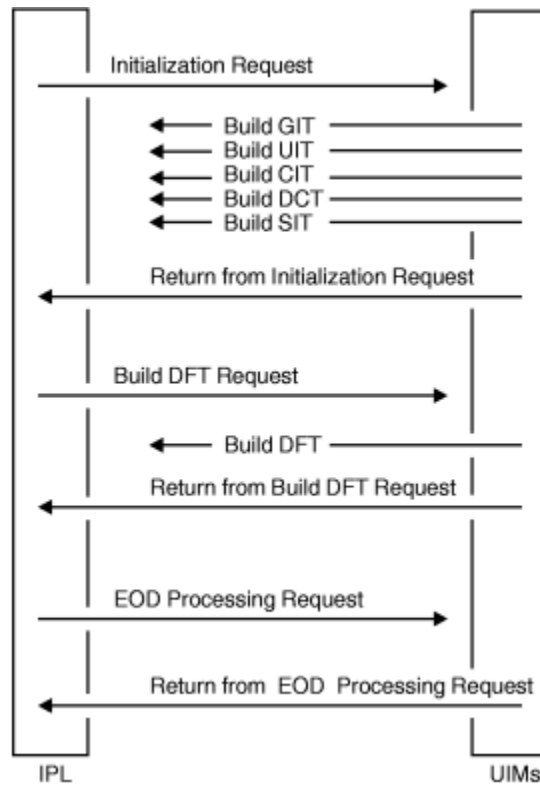 Initialization Request
Build GIT
Build UIT
Build CIT
Build DCT
Build SIT
Return from Initialization Request
Build DFT Request
Build DFT
Return from Build DFT Request
EOD Processing Request
Return from EOD Processing Request
IPL
UIMs